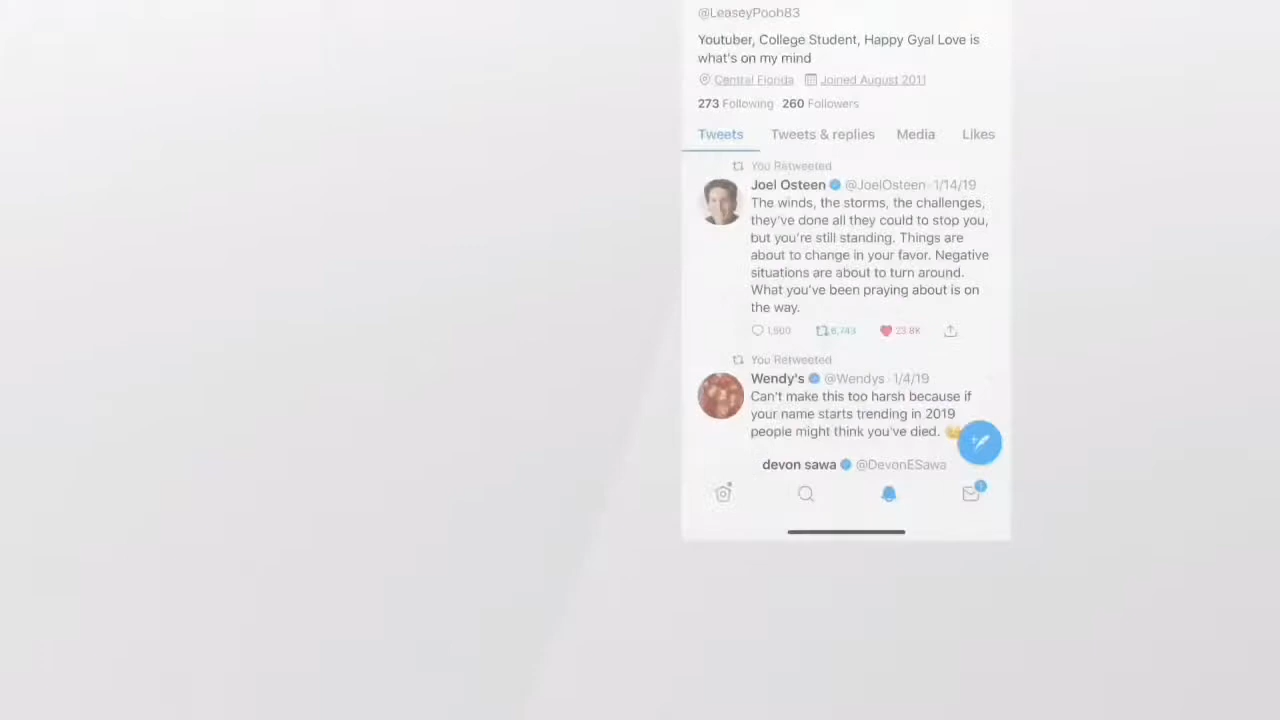 @LeaseyPooh83
Youtuber, College Student, Happy Gyal Love is
what's on my mind
Central Florida Joined August 2011
273 Following 260 Followers
Tweets Tweets & replies Media Likes
You Retweeted
Joel Osteen @JoelOsteen · 1/14/19
The winds, the storms, the challenges,
they've done all they could to stop you,
but you're still standing. Things are
about to change in your favor. Negative
situations are about to turn around.
What you've been praying about is on
the way.
6,743 23.8K
You Retweeted
Wendy's @Wendys · 1/4/19
Can't make this too harsh because if
your name starts trending in 2019
people might think you've died.
devon sawa @DevonESawa